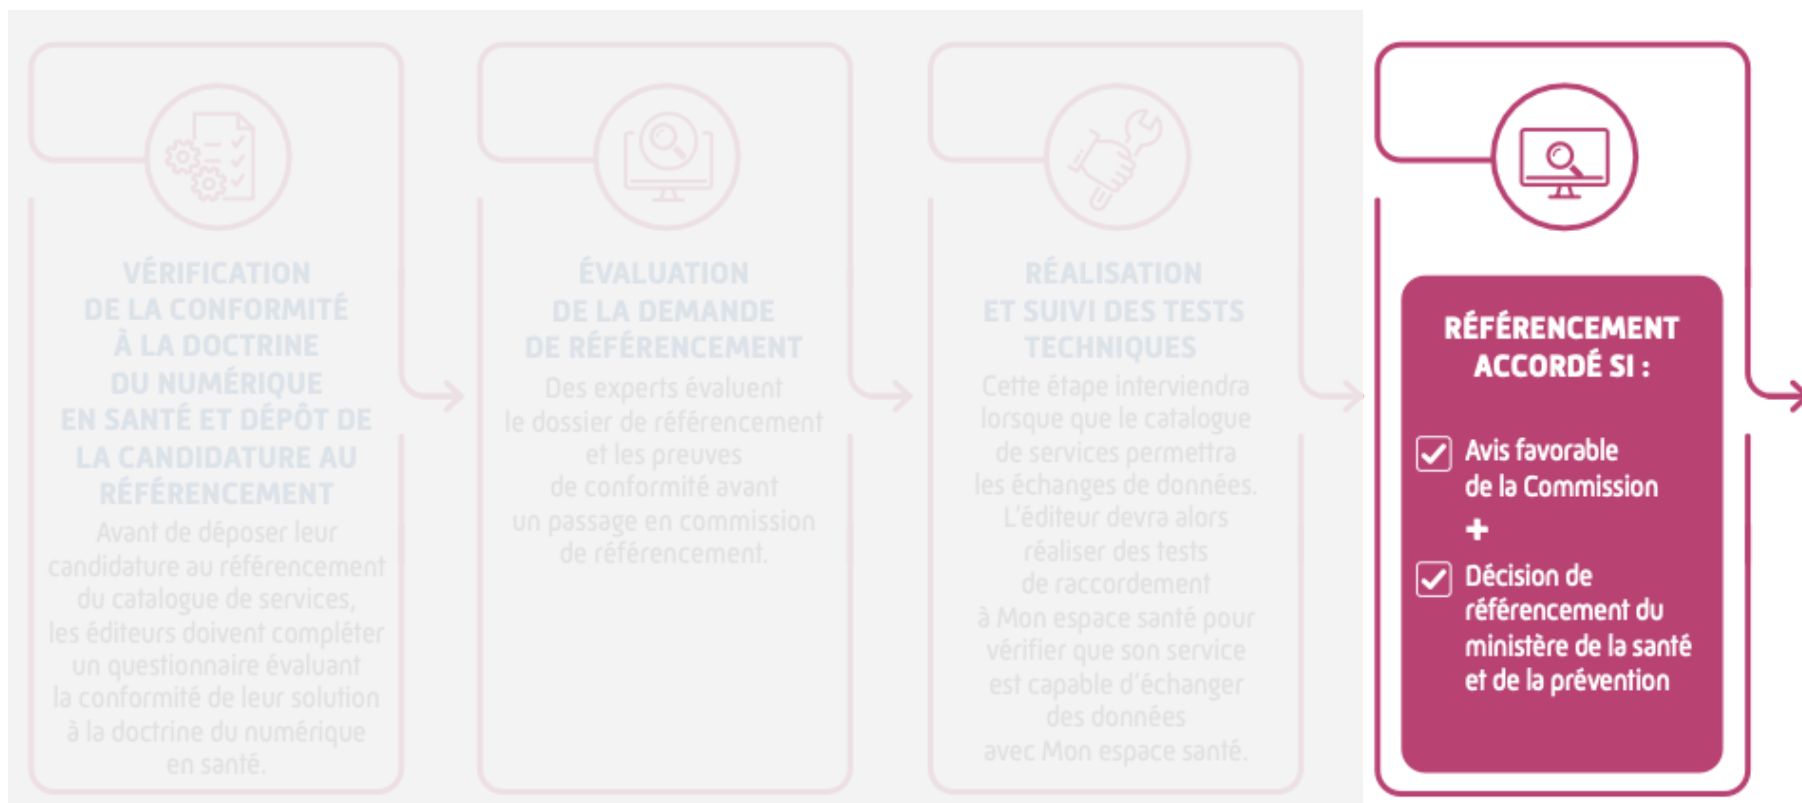 VÉRIFICATION
DE LA CONFORMITÉ
À LA DOCTRINE
DU NUMÉRIQUE
EN SANTÉ ET DÉPÔT DE
LA CANDIDATURE AU
RÉFÉRENCEMENT
Avant de déposer leur
candidature au référencement
du catalogue de services,
les éditeurs doivent compléter
un questionnaire évaluant
la conformité de leur solution
à la doctrine du numérique
en santé.
ÉVALUATION
DE LA DEMANDE
DE RÉFÉRENCEMENT
Des experts évaluent
le dossier de référencement
et les preuves
de conformité avant
un passage en commission
de référencement.
RÉALISATION
ET SUIVI DES TESTS
TECHNIQUES
Cette étape interviendra
lorsque que le catalogue
de services permettra
les échanges de données.
L'éditeur devra alors
réaliser des tests
de raccordement
à Mon espace santé pour
vérifier que son service
est capable d'échanger
des données
avec Mon espace santé.
RÉFÉRENCEMENT
ACCORDÉ SI :
Avis favorable
de la Commission
+
Décision de
référencement du
ministère de la santé
et de la prévention